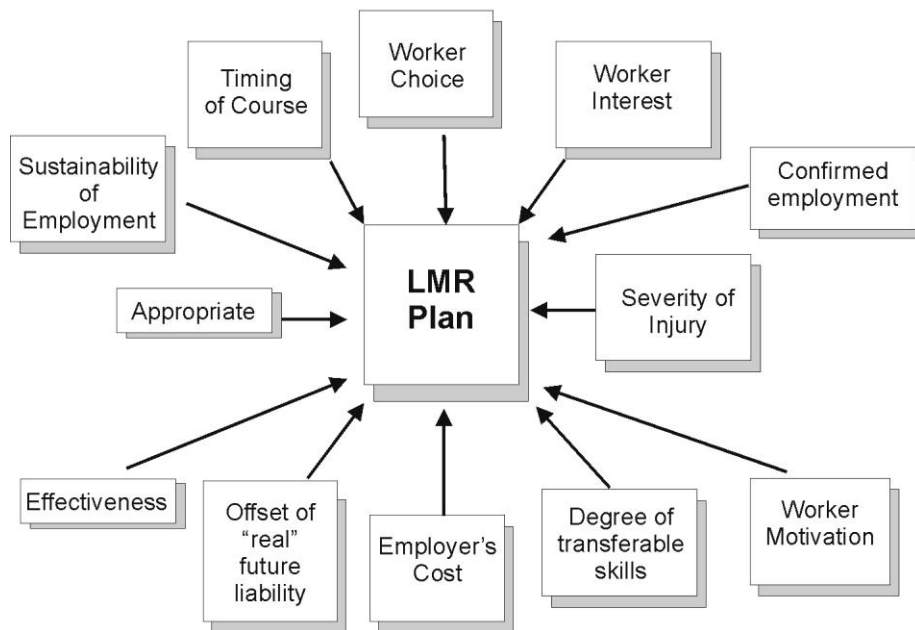 Timing
of Course
Worker
Choice
Worker
Interest
Sustainability
of
Employment
Confirmed
employment
LMR
Plan
Appropriate
Severity of
Injury
Effectiveness
Offset of
“real”
future
liability
Employer’s
Cost
Degree of
transferable
skills
Worker
Motivation